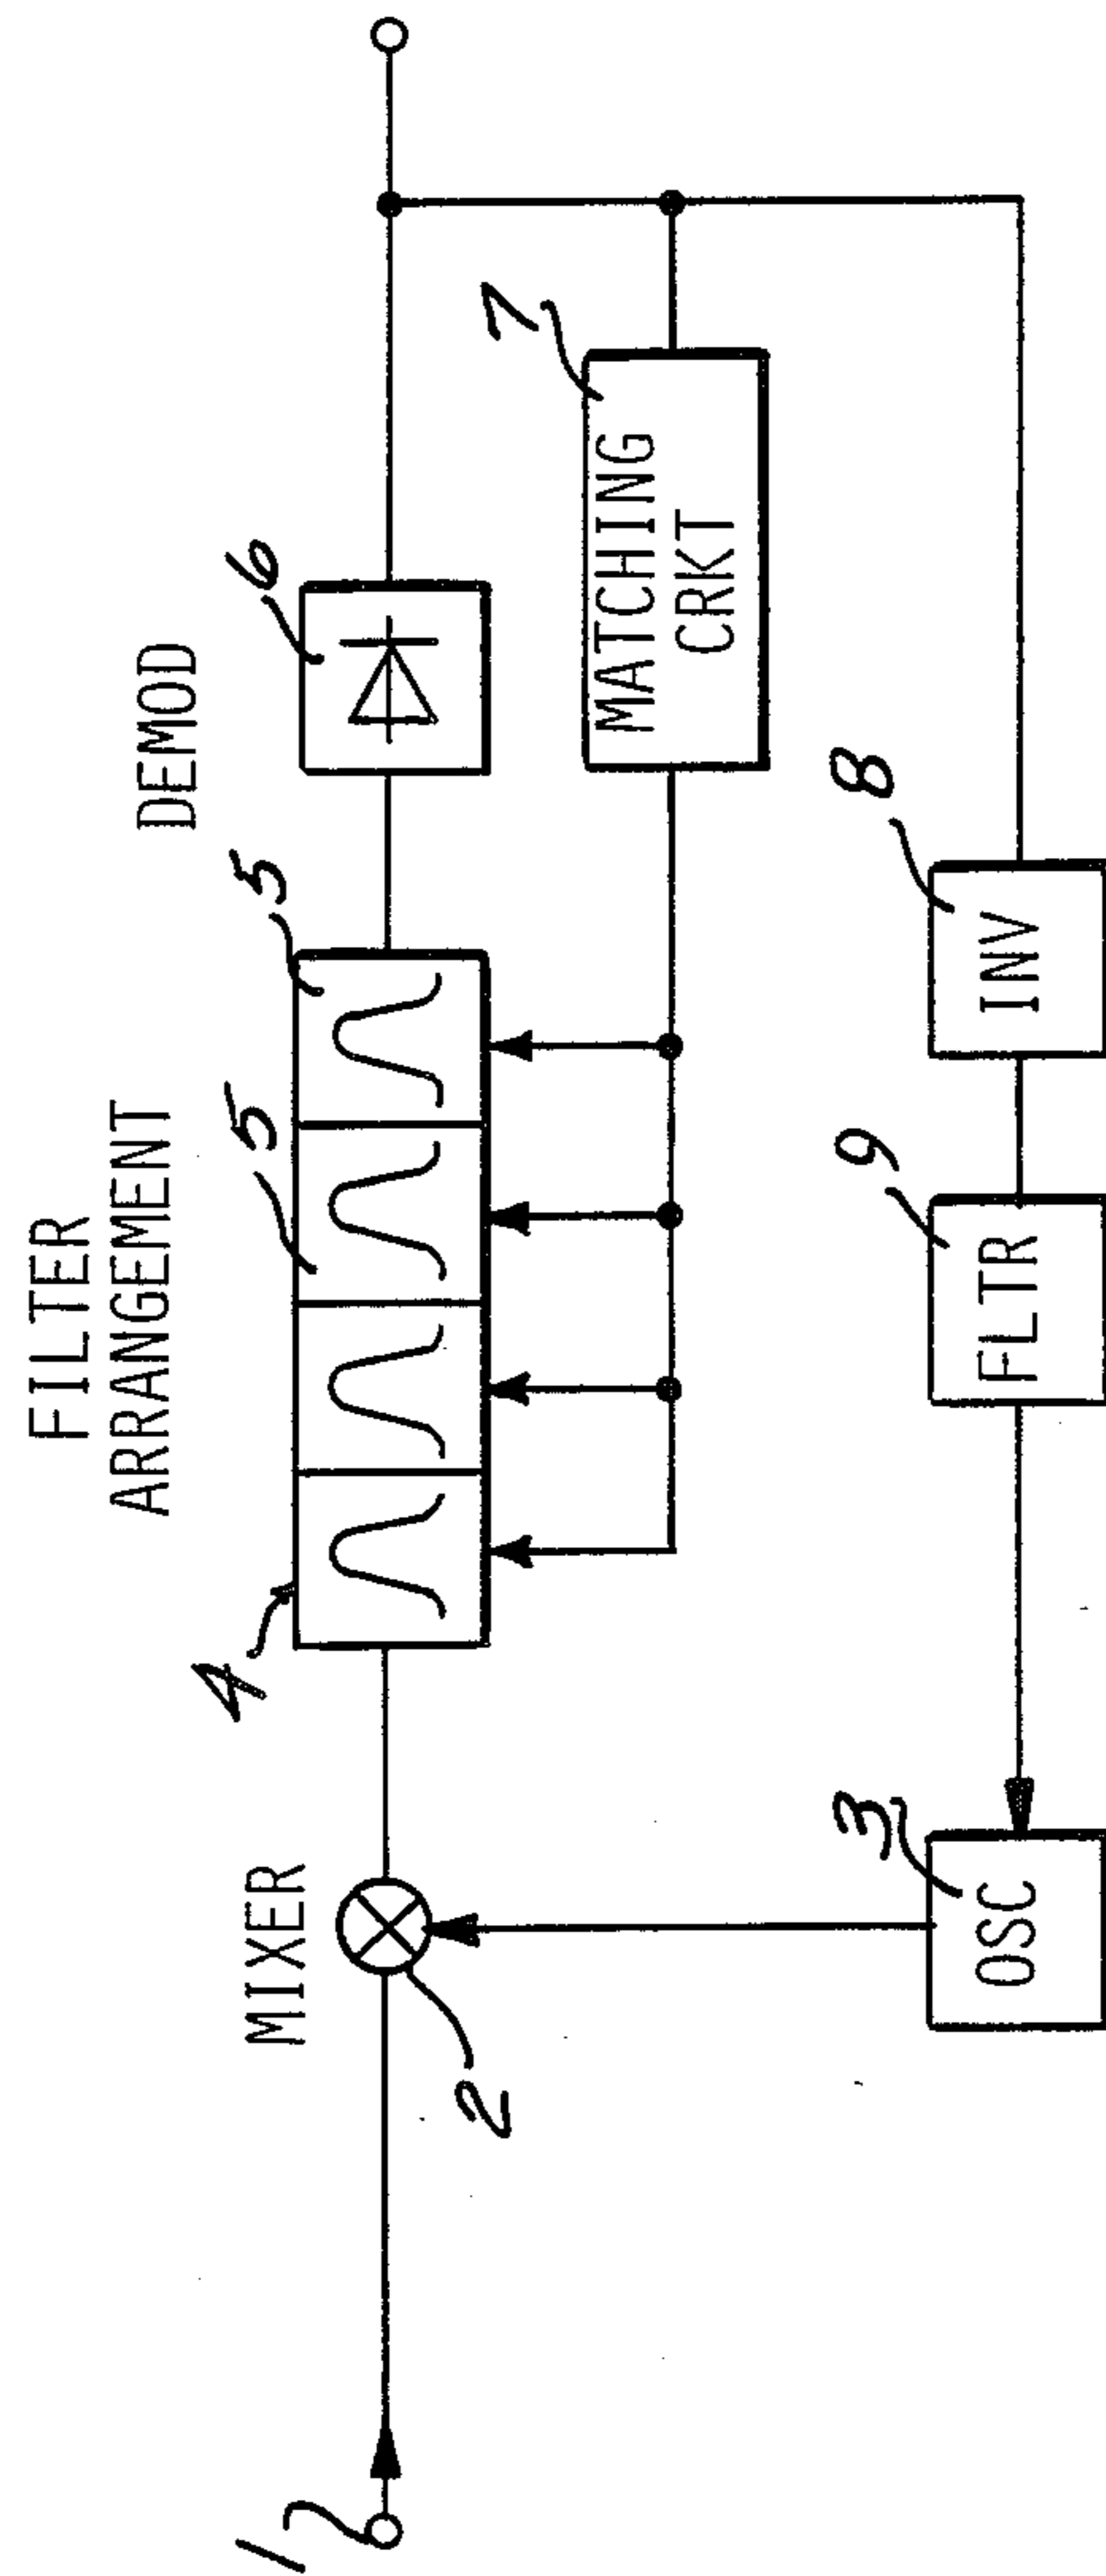 FILTER
ARRANGEMENT
DEMOD
MIXER
4
5
5
6
1
2
7
MATCHING
CRKT
3
9
8
OSC
FLTR
INV